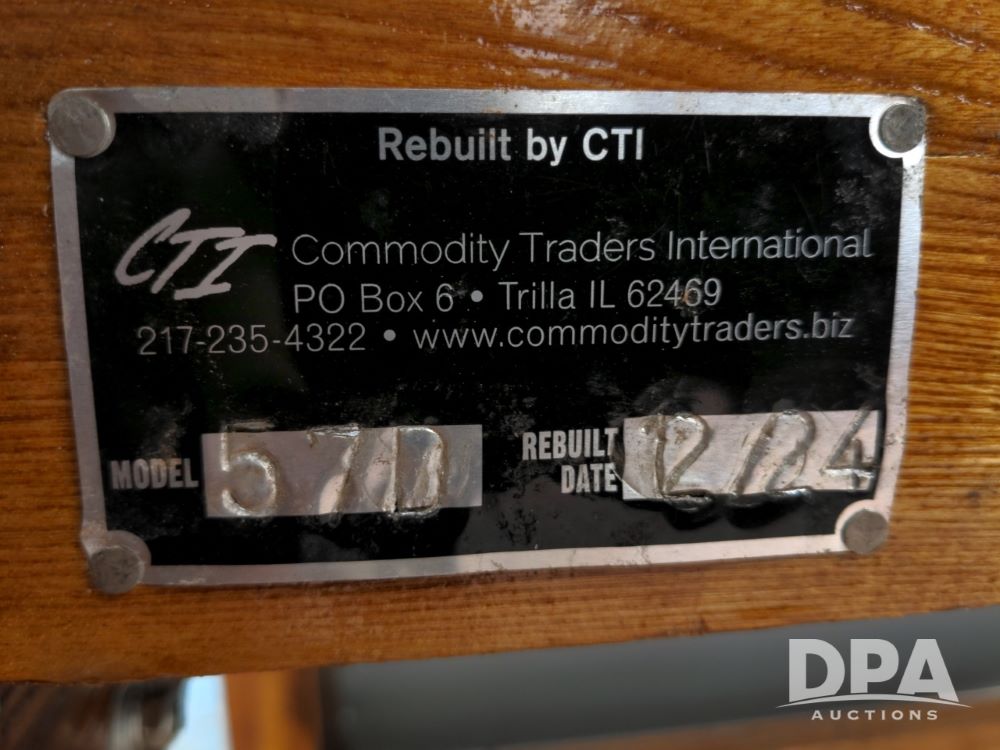 Rebuilt by CTI
CTI Commodity Traders International
PO Box 6 • Trilla IL 62469
217-235-4322 • www.commoditytraders.biz
MODEL 57D REBUILT DATE 12/24
DPA
AUCTIONS